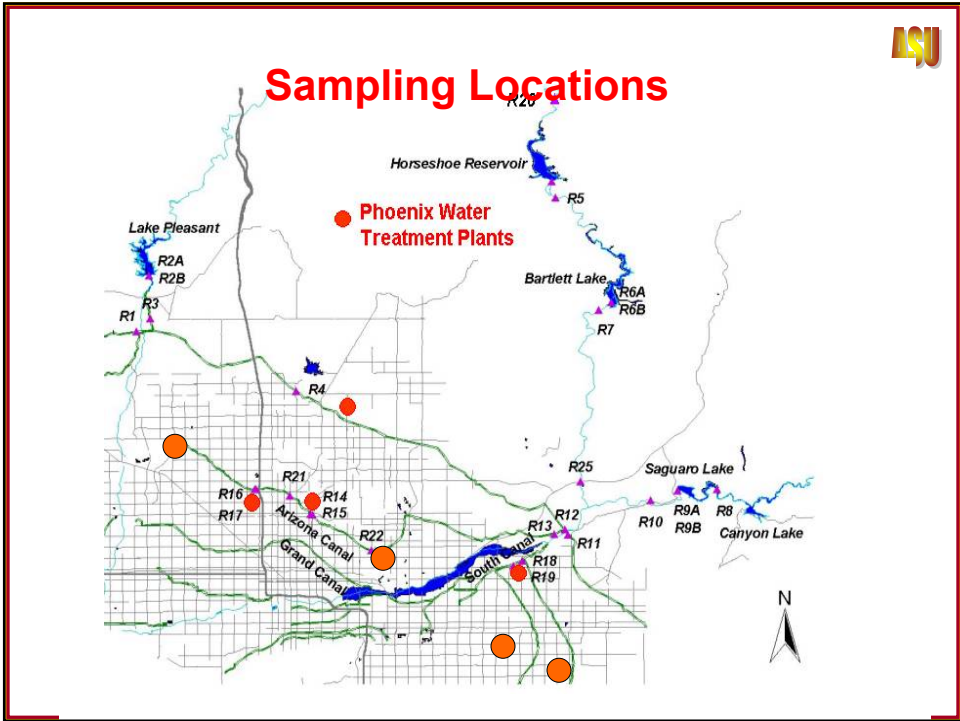 ASU
Sampling Locations
R20
Horseshoe Reservoir
R5
Phoenix Water
Treatment Plants
Lake Pleasant
R2A
R2B
Bartlett Lake
R6A
R6B
R3
R1
R7
R4
R25
Saguaro Lake
R21
R16
R14
R17
R15
R9A
R8
R10
R9B
Canyon Lake
Arizona Canal
R12
R13
R11
R22
Grand Canal
South Canal
R18
R19
N